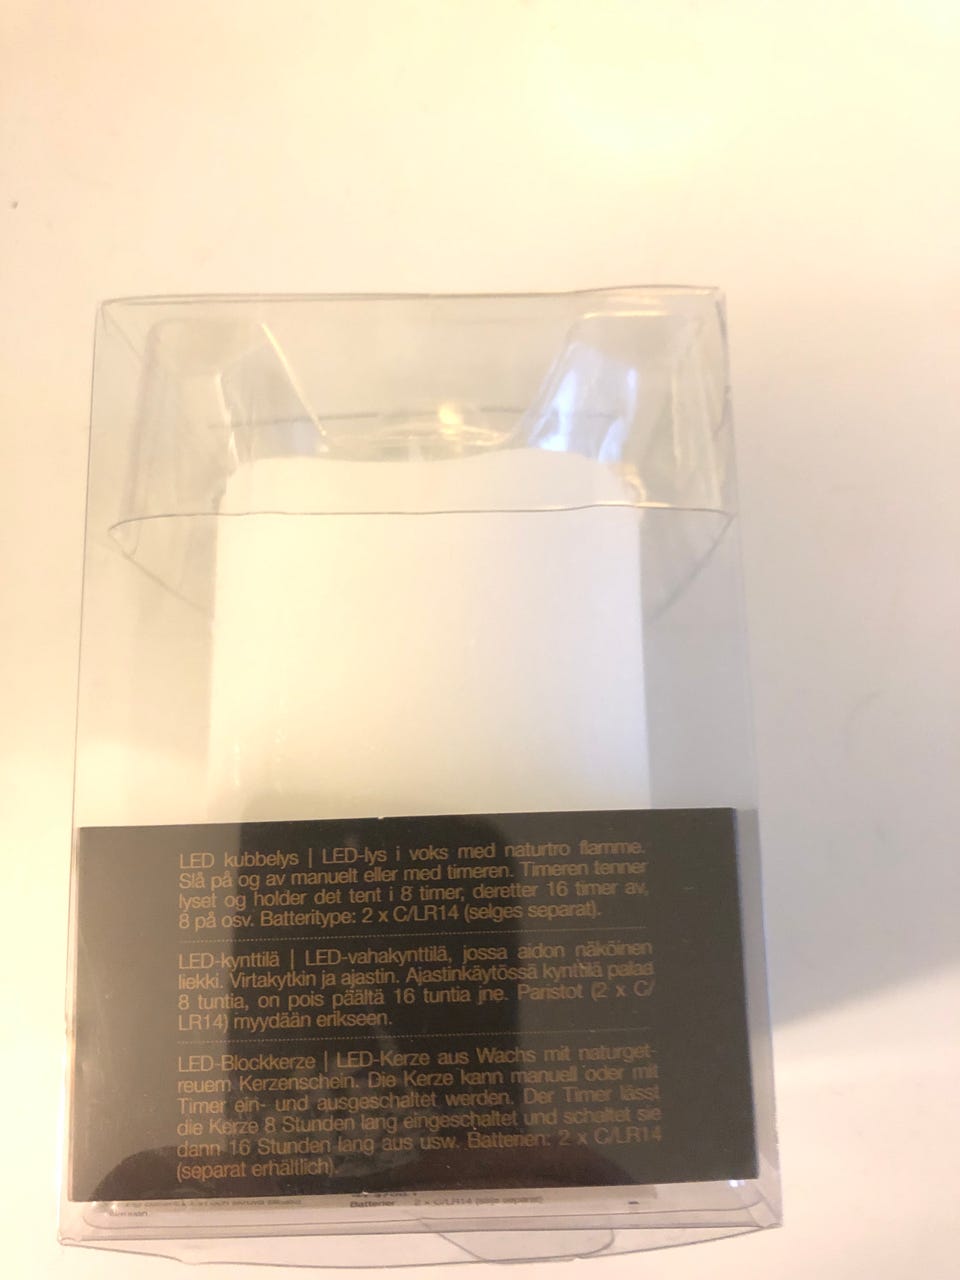 LED kubbelys | LED-lys i voks med naturtro flamme.
Slå på og av manuelt eller med timeren. Timeren tenner
lyset og holder det tent i 8 timer, deretter 16 timer av,
8 på osv. Batteritype: 2 x C/LR14 (selges separat).
LED-kynttilä | LED-vahakynttilä, jossa aidon näköinen
liekki. Virtakytkin ja ajastin. Ajastinkäytössä kynttilä palaa
8 tuntia, on pois päältä 16 tuntia jne. Paristot (2 x C/
LR14) myydään erikseen.
LED-Blockkerze | LED-Kerze aus Wachs mit naturget-
reuem Kerzenschein. Die Kerze kann manuell oder mit
Timer ein- und ausgeschaltet werden. Der Timer lässt
die Kerze 8 Stunden lang eingeschaltet und schaltet sie
dann 16 Stunden lang aus usw. Batterien: 2 x C/LR14
(separat erhältlich).
Batterier 2 x C/LR14 (selje separat)